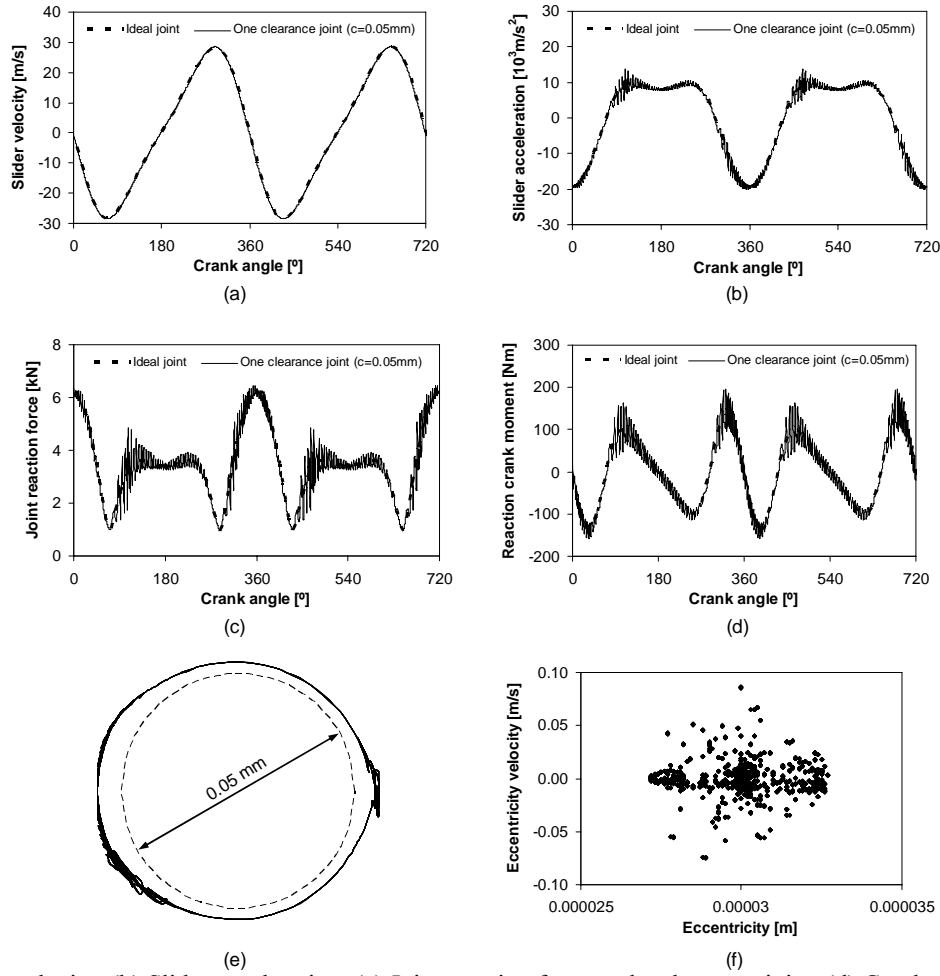 40
30
20
10
0
-10
-20
-30
Slider velocity [m/s]
Ideal joint One clearance joint (c=0.05mm)
0 180 360 540 720
Crank angle [º]
(a)
30
20
10
0
-10
-20
-30
Slider acceleration [10³m/s²]
Ideal joint One clearance joint (c=0.05mm)
0 180 360 540 720
Crank angle [º]
(b)
8
6
4
2
0
Joint reaction force [kN]
Ideal joint One clearance joint (c=0.05mm)
0 180 360 540 720
Crank angle [º]
(c)
300
200
100
0
-100
-200
Reaction crank moment [Nm]
Ideal joint One clearance joint (c=0.05mm)
0 180 360 540 720
Crank angle [º]
(d)
0.05 mm
(e)
0.10
0.05
0.00
-0.05
-0.10
Eccentricity velocity [m/s]
0.000025 0.00003 0.000035
Eccentricity [m]
(f)
(b) Slider (c) (d)